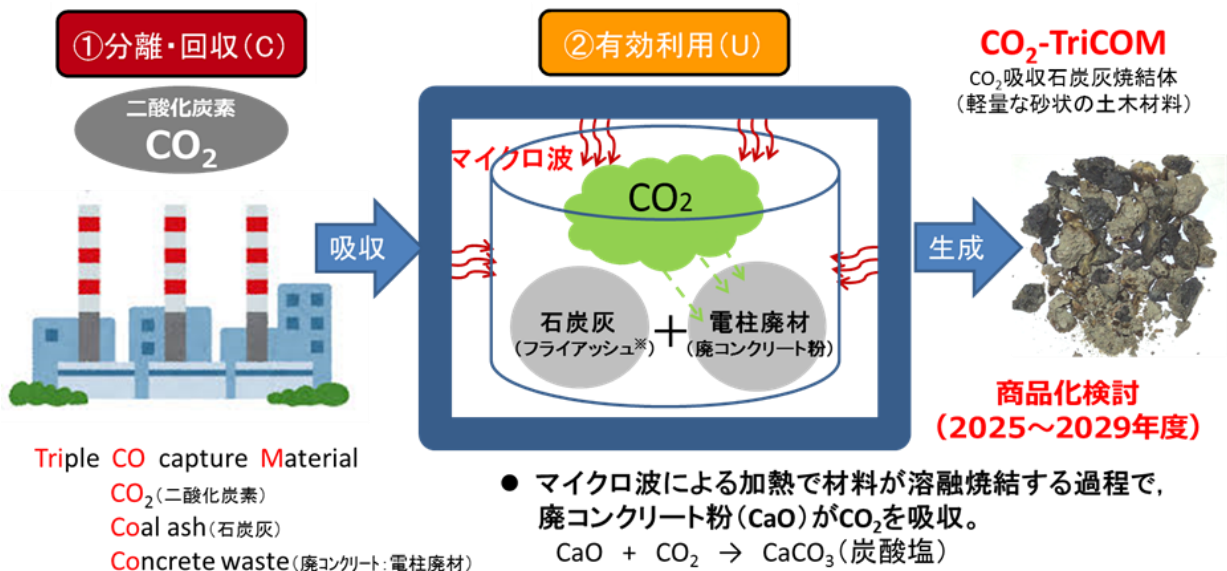 ①分離・回収(C)
二酸化炭素
CO₂
吸収
Triple CO capture Material
CO₂(二酸化炭素)
Coal ash(石炭灰)
Concrete waste(廃コンクリート:電柱廃材)
②有効利用(U)
マイクロ波
CO₂
石炭灰
(フライアッシュ※)
+
電柱廃材
(廃コンクリート粉)
生成
● マイクロ波による加熱で材料が溶融焼結する過程で,
廃コンクリート粉(CaO)がCO₂を吸収。
CaO + CO₂ → CaCO₃(炭酸塩)
CO₂-TriCOM
CO₂吸収石炭灰焼結体
(軽量な砂状の土木材料)
商品化検討
(2025~2029年度)